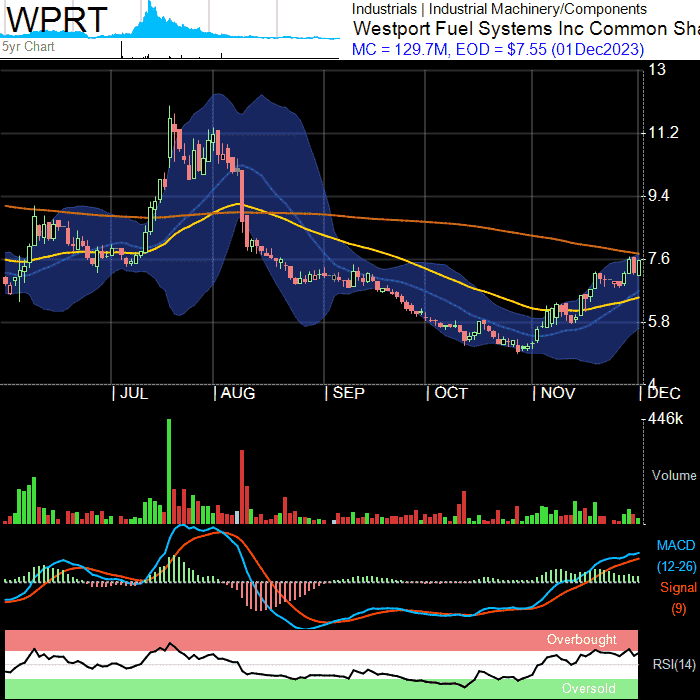 WPRT
5yr Chart
Industrials | Industrial Machinery/Components
Westport Fuel Systems Inc Common Sha
MC = 129.7M, EOD = $7.55 (01Dec2023)
13
11.2
9.4
7.6
5.8
4
JUL AUG SEP OCT NOV DEC
446k
Volume
MACD
(12-26)
Signal
(9)
Overbought
RSI(14)
Oversold